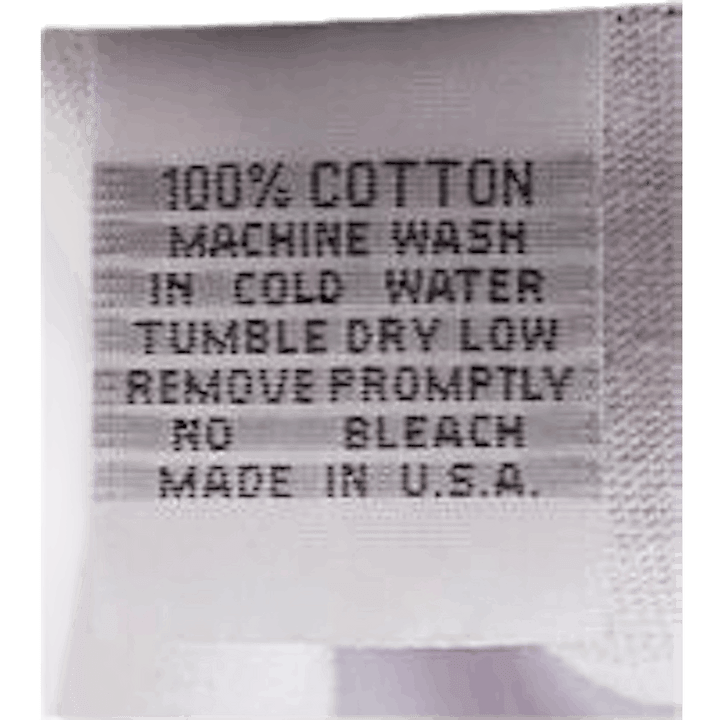 100% COTTON
MACHINE WASH
IN COLD WATER
TUMBLE DRY LOW
REMOVE PROMPTLY
NO BLEACH
MADE IN U.S.A.